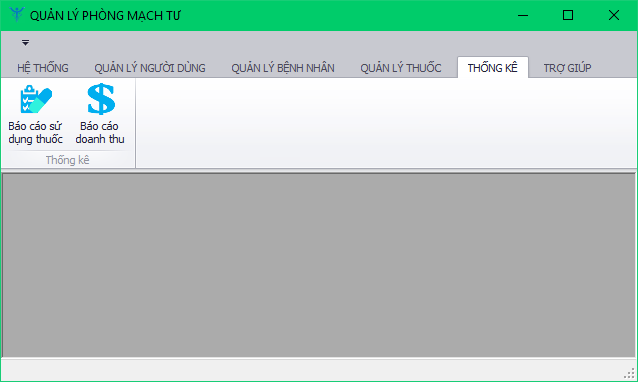 QUẢN LÝ PHÒNG MẠCH TƯ
HỆ THỐNG QUẢN LÝ NGƯỜI DÙNG QUẢN LÝ BỆNH NHÂN QUẢN LÝ THUỐC THỐNG KÊ TRỢ GIÚP
Báo cáo sử dụng thuốc
Báo cáo doanh thu
Thống kê